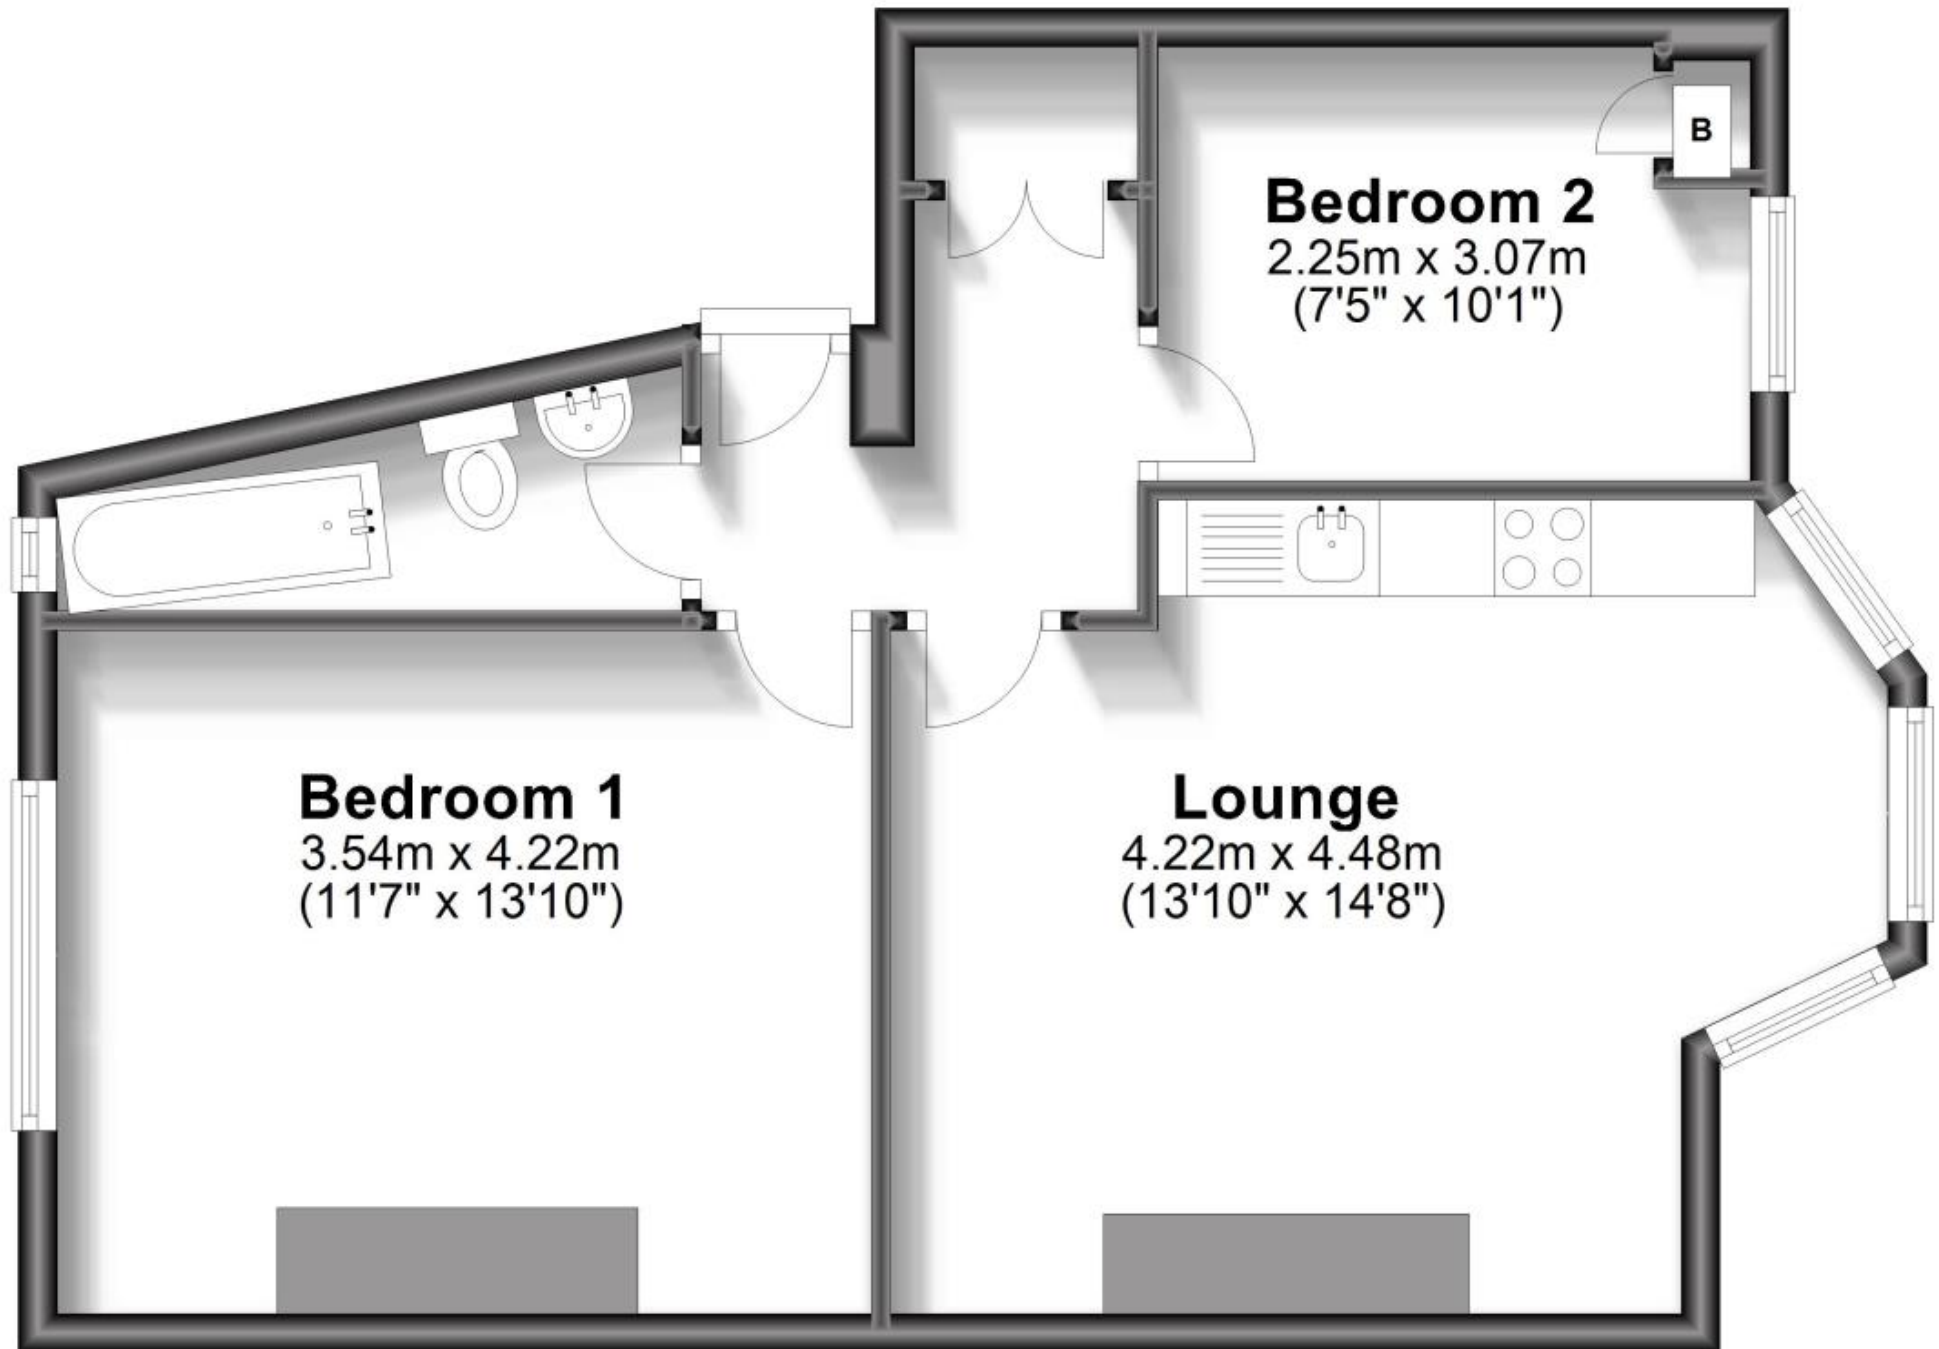 B
Bedroom 2
2.25m x 3.07m
(7'5" x 10'1")
Bedroom 1
3.54m x 4.22m
(11'7" x 13'10")
Lounge
4.22m x 4.48m
(13'10" x 14'8")